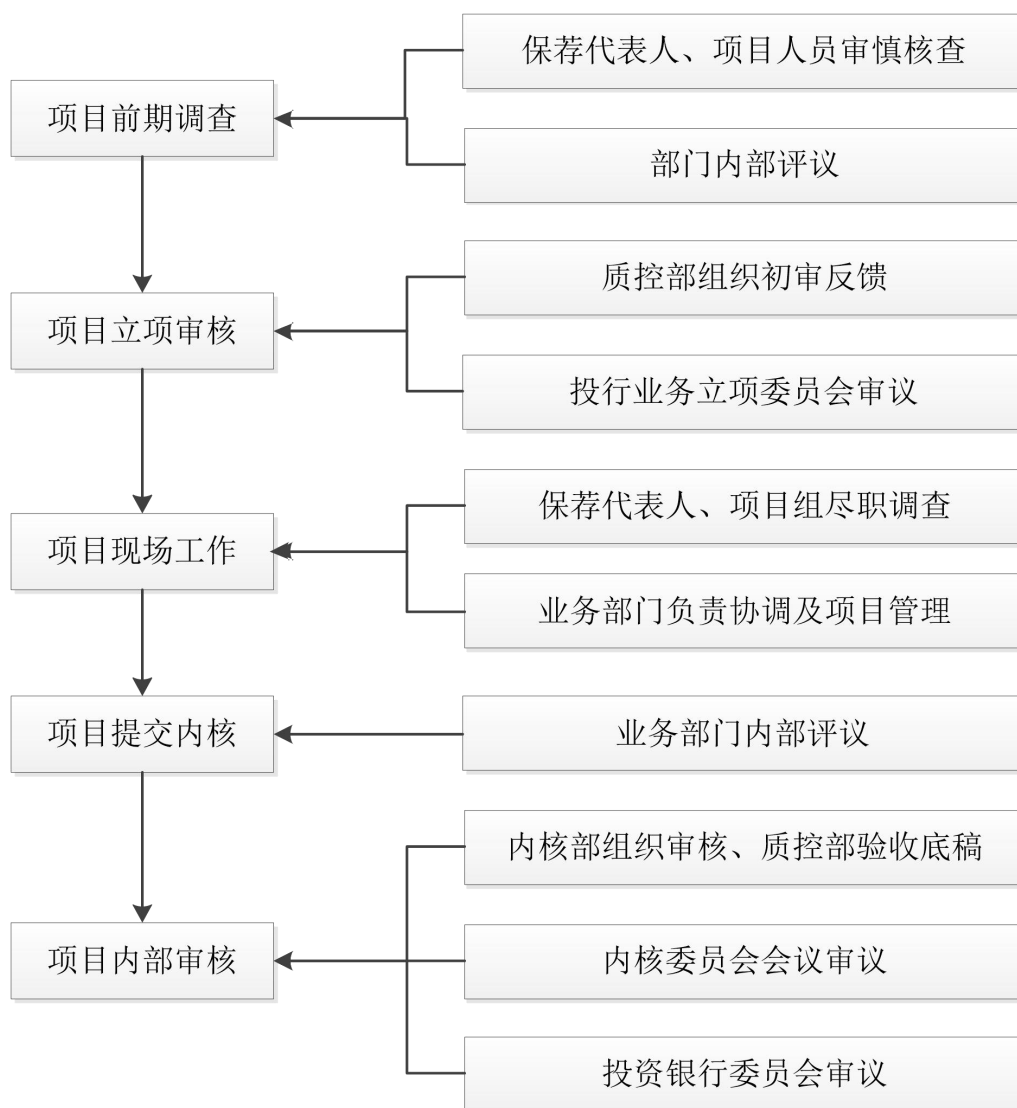 保荐代表人、项目人员审慎核查
项目前期调查
部门内部评议
质控部组织初审反馈
项目立项审核
投行业务立项委员会审议
保荐代表人、项目组尽职调查
项目现场工作
业务部门负责协调及项目管理
项目提交内核
业务部门内部评议
内核部组织审核、质控部验收底稿
项目内部审核
内核委员会会议审议
投资银行委员会审议